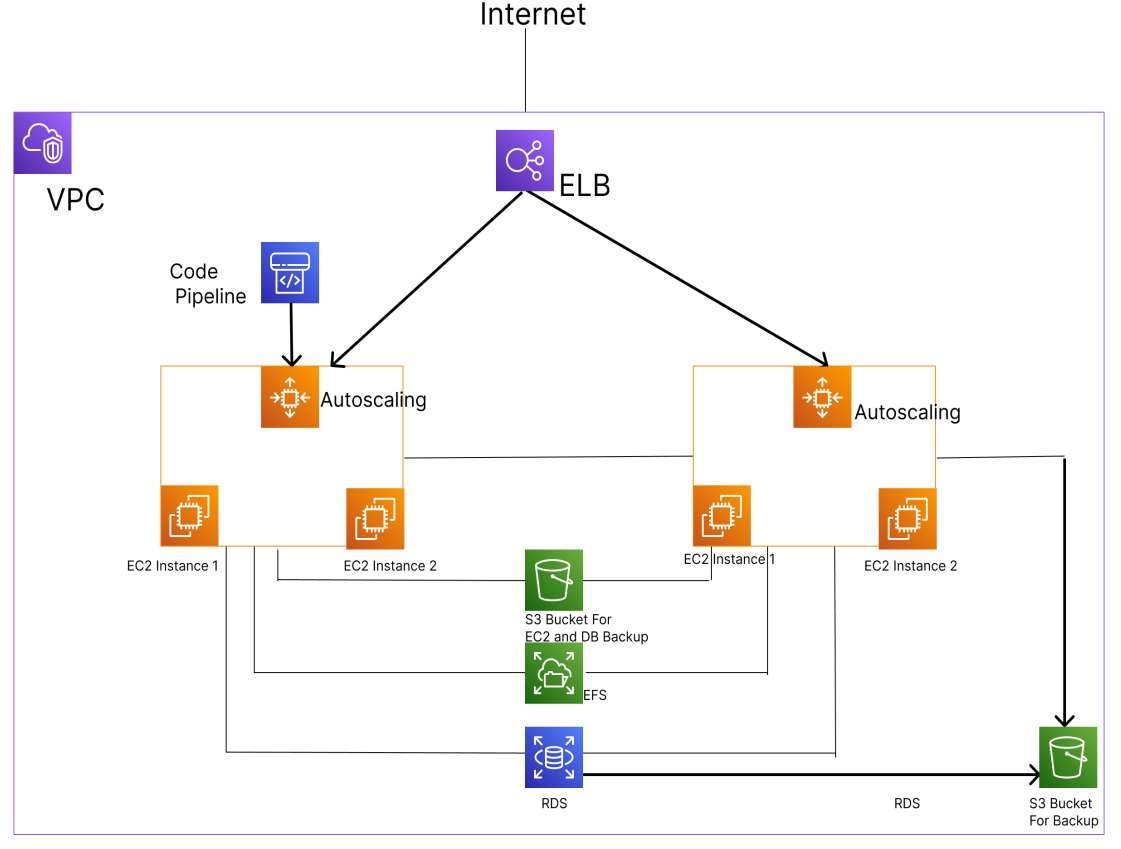 Internet
ELB
VPC
Code
Pipeline
Autoscaling
Autoscaling
EC2 Instance 1
EC2 Instance 2
EC2 Instance 1
EC2 Instance 2
S3 Bucket For
EC2 and DB Backup
EFS
RDS
RDS
S3 Bucket
For Backup